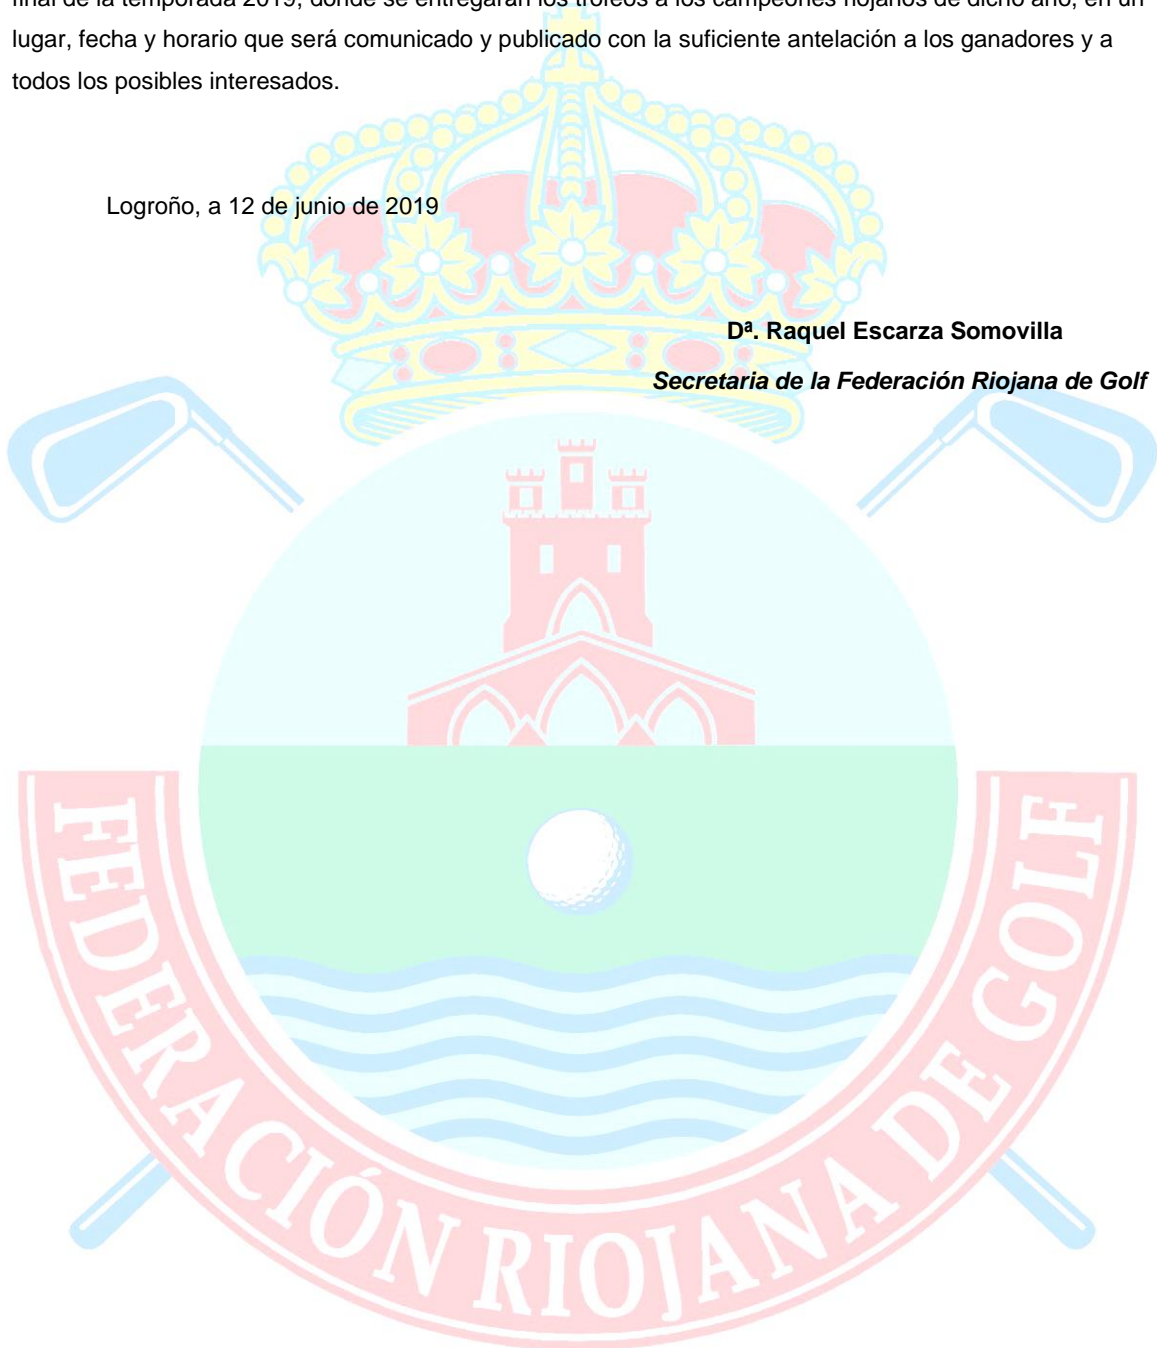 final de la temporada 2019, donde se entregarán los trofeos a los campeones riojanos de dicho año, en un
lugar, fecha y horario que será comunicado y publicado con la suficiente antelación a los ganadores y a
todos los posibles interesados.
Logroño, a 12 de junio de 2019
Dª. Raquel Escarza Somovilla
Secretaria de la Federación Riojana de Golf
FEDERACIÓN RIOJANA DE GOLF